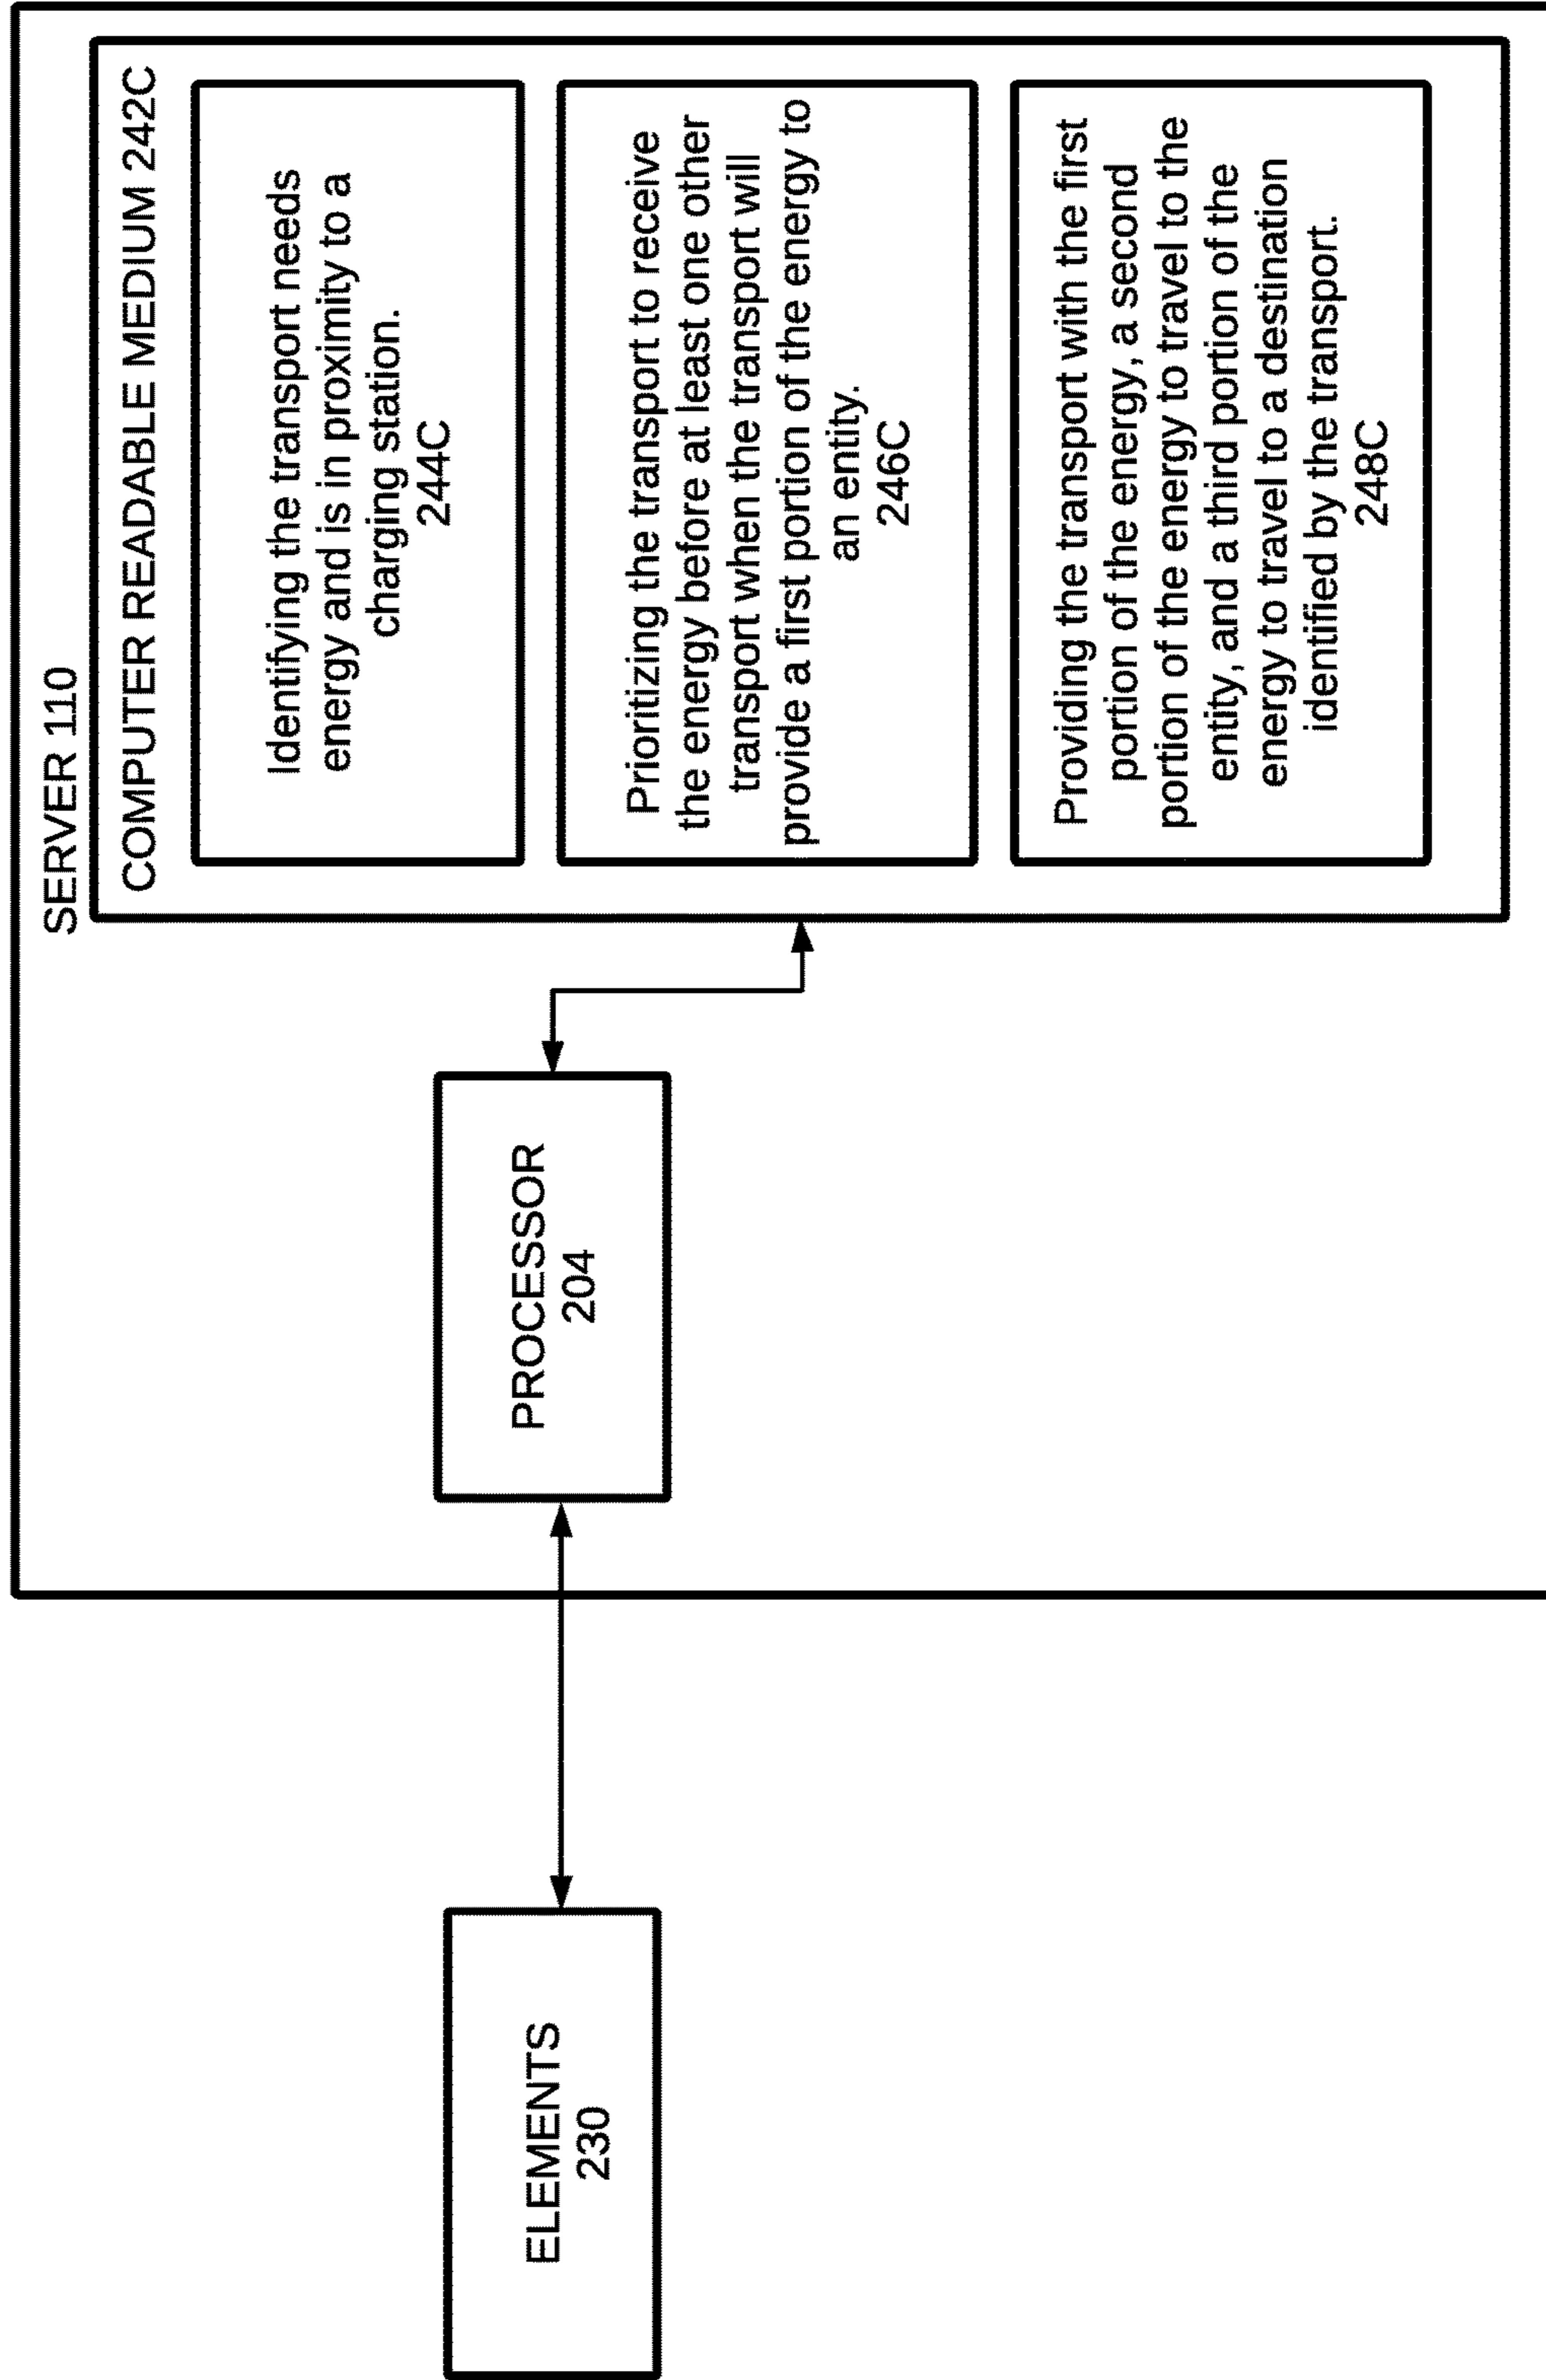 SERVER 110
COMPUTER READABLE MEDIUM 242C
Identifying the transport needs
energy and is in proximity to a
charging station.
244C
Prioritizing the transport to receive
the energy before at least one other
transport when the transport will
provide a first portion of the energy to
an entity.
246C
Providing the transport with the first
portion of the energy, a second
portion of the energy to travel to the
entity, and a third portion of the
energy to travel to a destination
identified by the transport.
248C
PROCESSOR
204
ELEMENTS
230